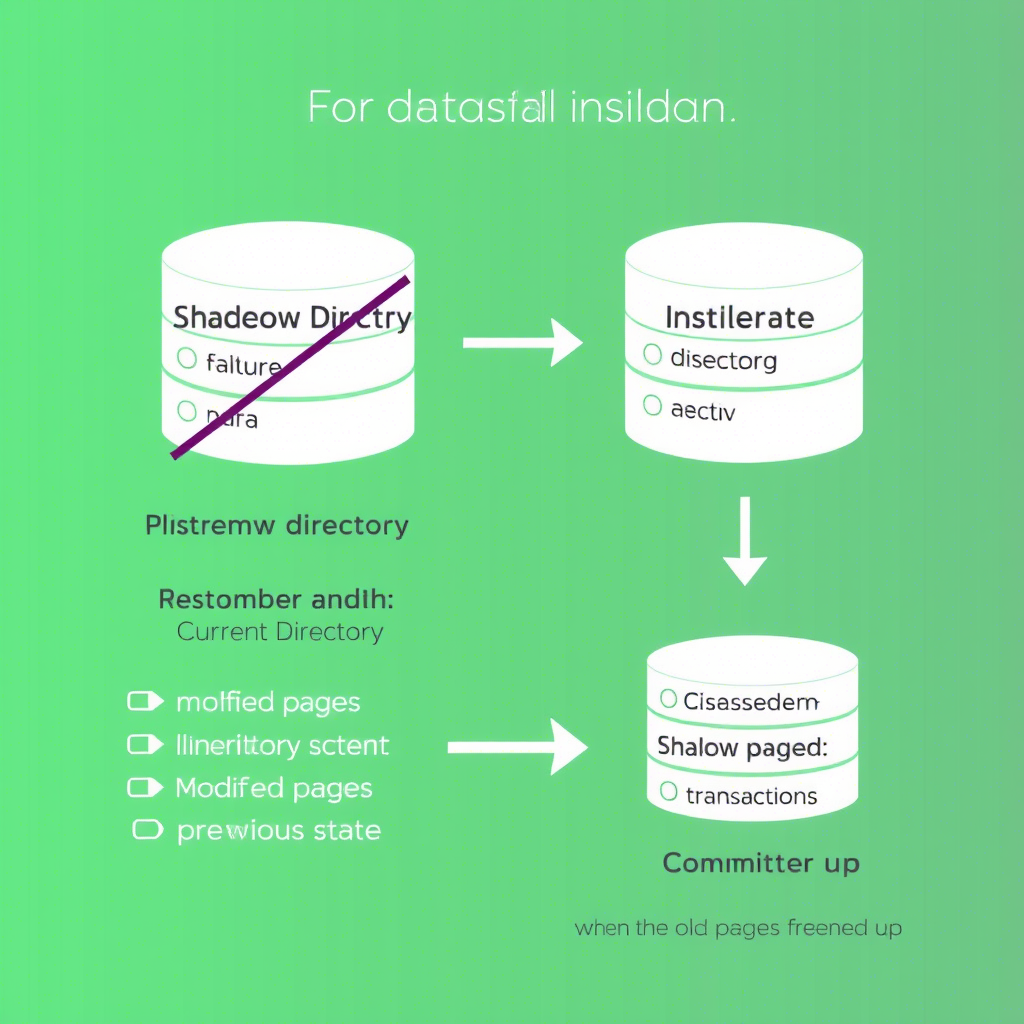 For datasfall insildan.
Shadeow Dirctry
falture
nura
Instilerate
disectorg
aectiv
Plistremw directory
Restomber andlh:
Current Directory
molfied pages
llinerittory sctent
Modifed pages
prewious state
Cisassedem
Shalow paged:
transactions
Committer up
when the old pages freened up